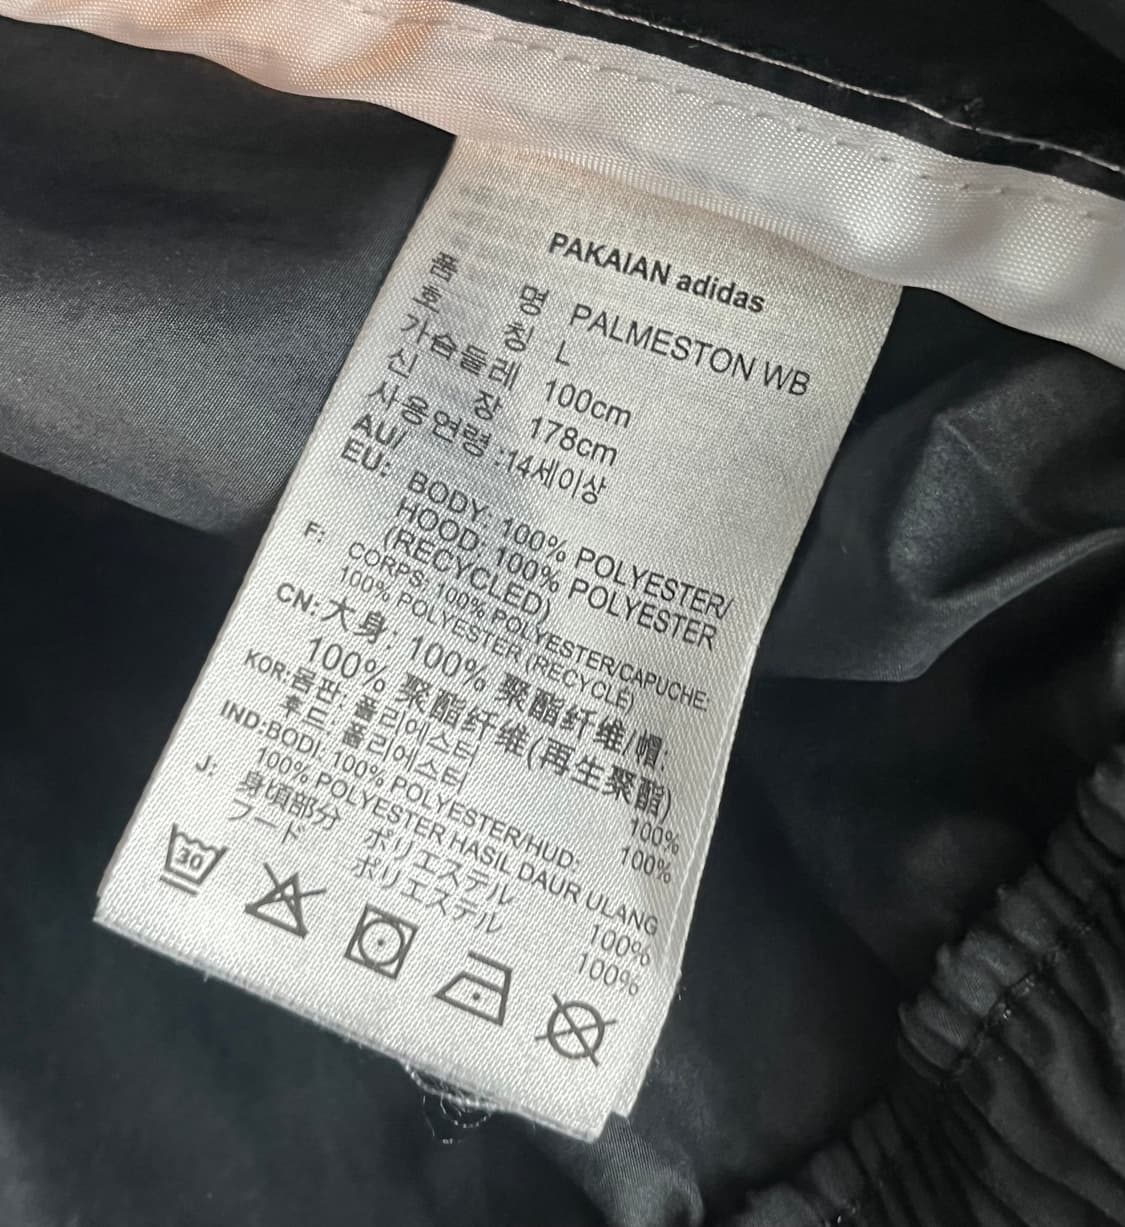 PAKAIAN adidas
품 명 PALMESTON WB
호 칭 L
가슴둘레 100cm
신 장 178cm
사용연령 :14세이상
AU/
EU: BODY: 100% POLYESTER/
HOOD: 100% POLYESTER
(RECYCLED)
F: CORPS: 100% POLYESTER/CAPUCHE:
100% POLYESTER (RECYCLÉ)
CN: 大身: 100% 聚酯纤维/帽:
100% 聚酯纤维(再生聚酯)
KOR: 몸판: 폴리에스터 100%
후드: 폴리에스터 100%
IND: BODI: 100% POLYESTER/HUD:
100% POLYESTER HASIL DAUR ULANG
J: 身頃部分 ポリエステル 100%
フード ポリエステル 100%
30